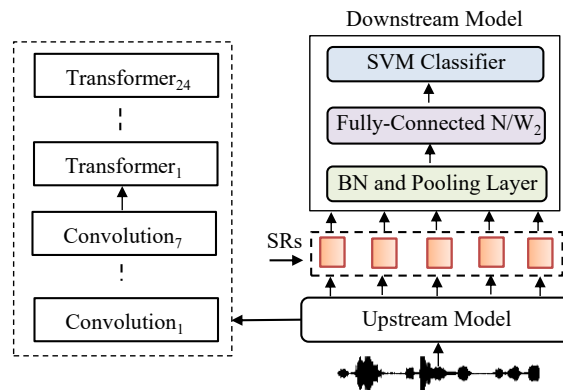 Downstream Model
SVM Classifier
Fully-Connected N/W₂
BN and Pooling Layer
SRs
Upstream Model
Transformer₂₄
Transformer₁
Convolution₇
Convolution₁